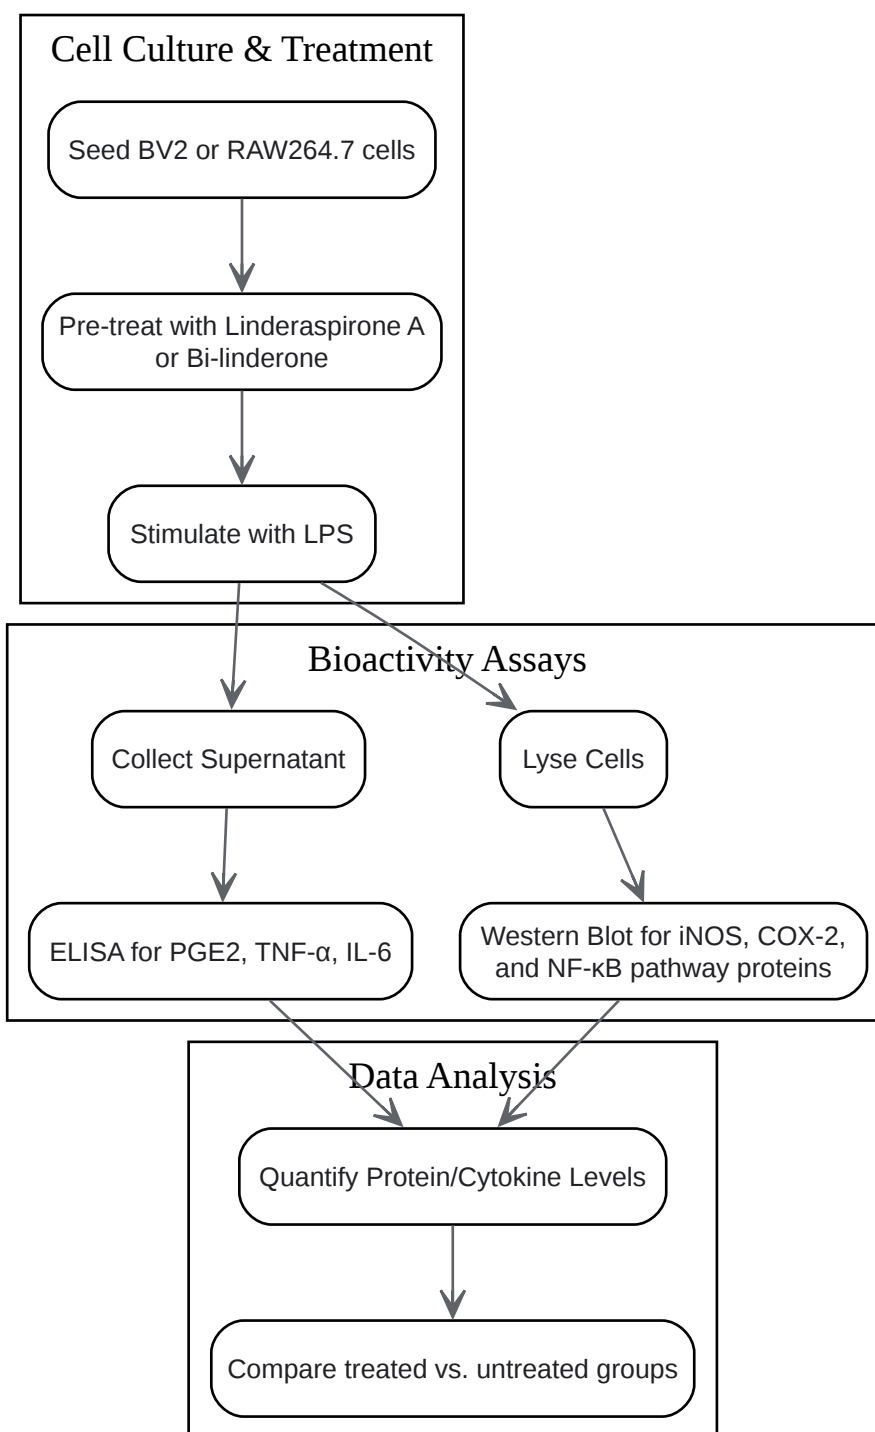 Cell Culture & Treatment
Seed BV2 or RAW264.7 cells
Pre-treat with Linderaspirone A
or Bi-linderone
Stimulate with LPS
Bioactivity Assays
Collect Supernatant
Lyse Cells
ELISA for PGE2, TNF-α, IL-6
Western Blot for iNOS, COX-2,
and NF-κB pathway proteins
Data Analysis
Quantify Protein/Cytokine Levels
Compare treated vs. untreated groups